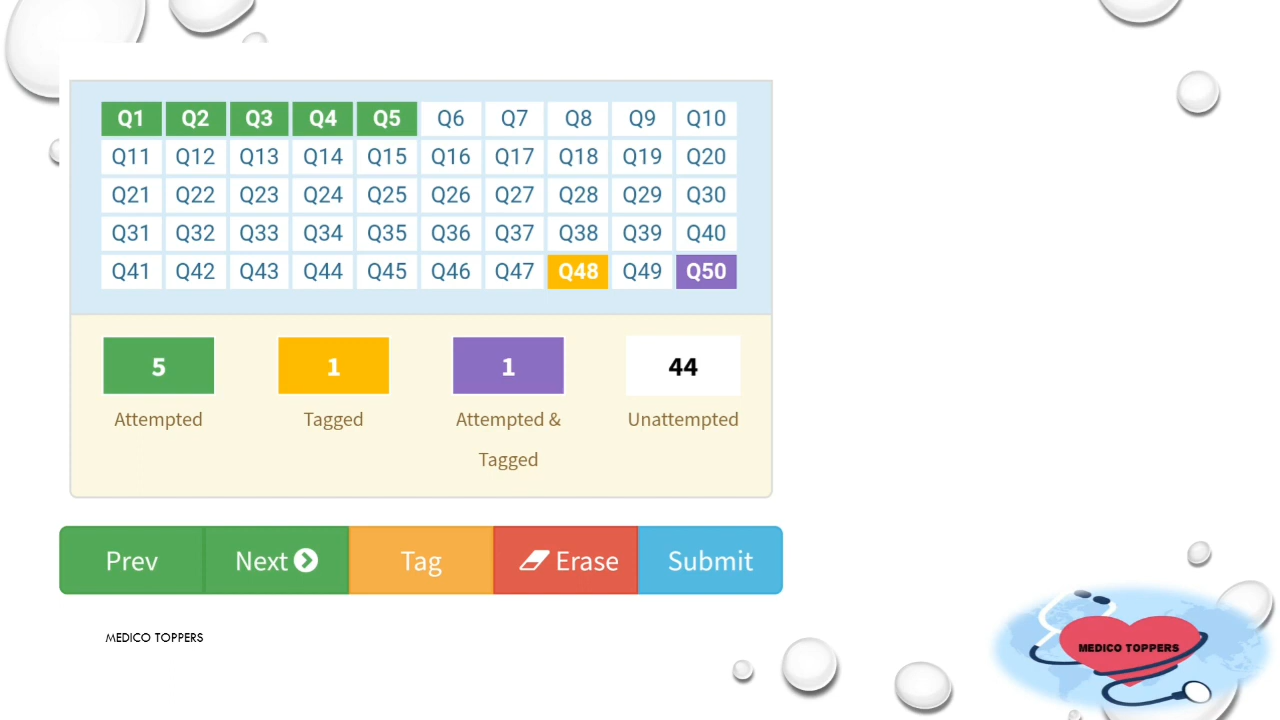 Q1 Q2 Q3 Q4 Q5 Q6 Q7 Q8 Q9 Q10
Q11 Q12 Q13 Q14 Q15 Q16 Q17 Q18 Q19 Q20
Q21 Q22 Q23 Q24 Q25 Q26 Q27 Q28 Q29 Q30
Q31 Q32 Q33 Q34 Q35 Q36 Q37 Q38 Q39 Q40
Q41 Q42 Q43 Q44 Q45 Q46 Q47 Q48 Q49 Q50
5 1 1 44
Attempted Tagged Attempted & Unattempted
Tagged
Prev Next Tag Erase Submit
MEDICO TOPPERS
MEDICO TOPPERS